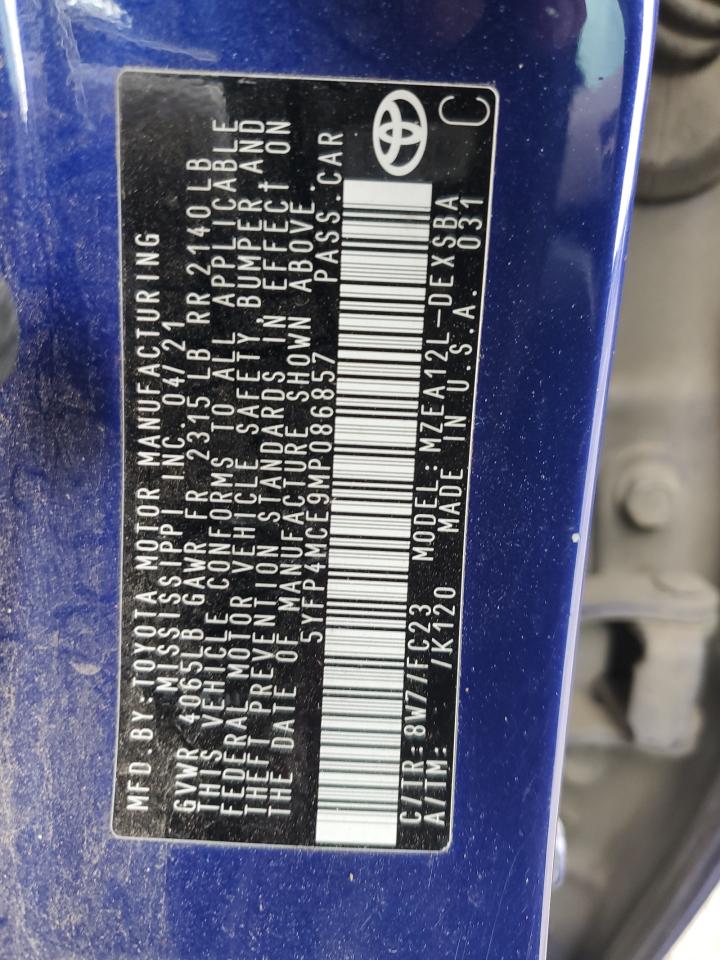 MFD.BY:TOYOTA MOTOR MANUFACTURING
MISSISSIPPI INC.04/21
GVWR 4065LB GAWR FR 2315 LB RR 2140LB
THIS VEHICLE CONFORMS TO ALL APPLICABLE
FEDERAL MOTOR VEHICLE SAFETY, BUMPER AND
THEFT PREVENTION STANDARDS IN EFFECT ON
THE DATE OF MANUFACTURE SHOWN ABOVE.
5YFP4MCE9MP086857 PASS.CAR
C/TR:8W7/FC23 MODEL:MZEA12L-DEXSBA
A/TM: /K120 MADE IN U.S.A. 031
C